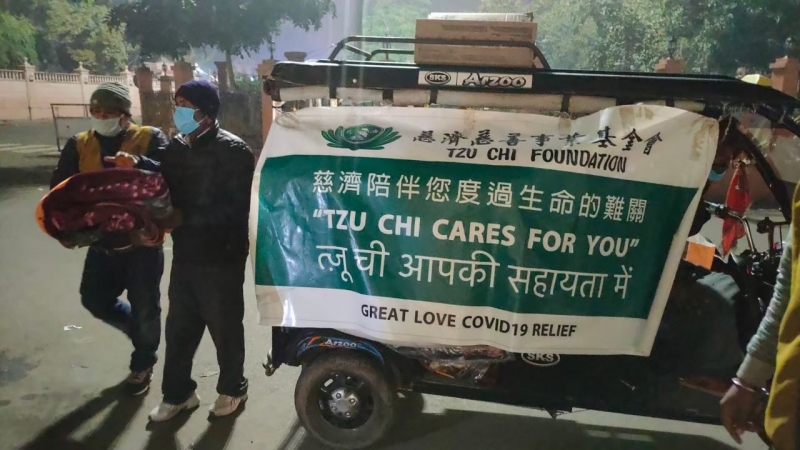 SKS Arzoo
慈濟慈善事業基金會
TZU CHI FOUNDATION
慈濟陪伴您度過生命的難關
"TZU CHI CARES FOR YOU"
त्ज़ू ची आपकी सहायता में
GREAT LOVE COVID19 RELIEF
Arzoo
SKS